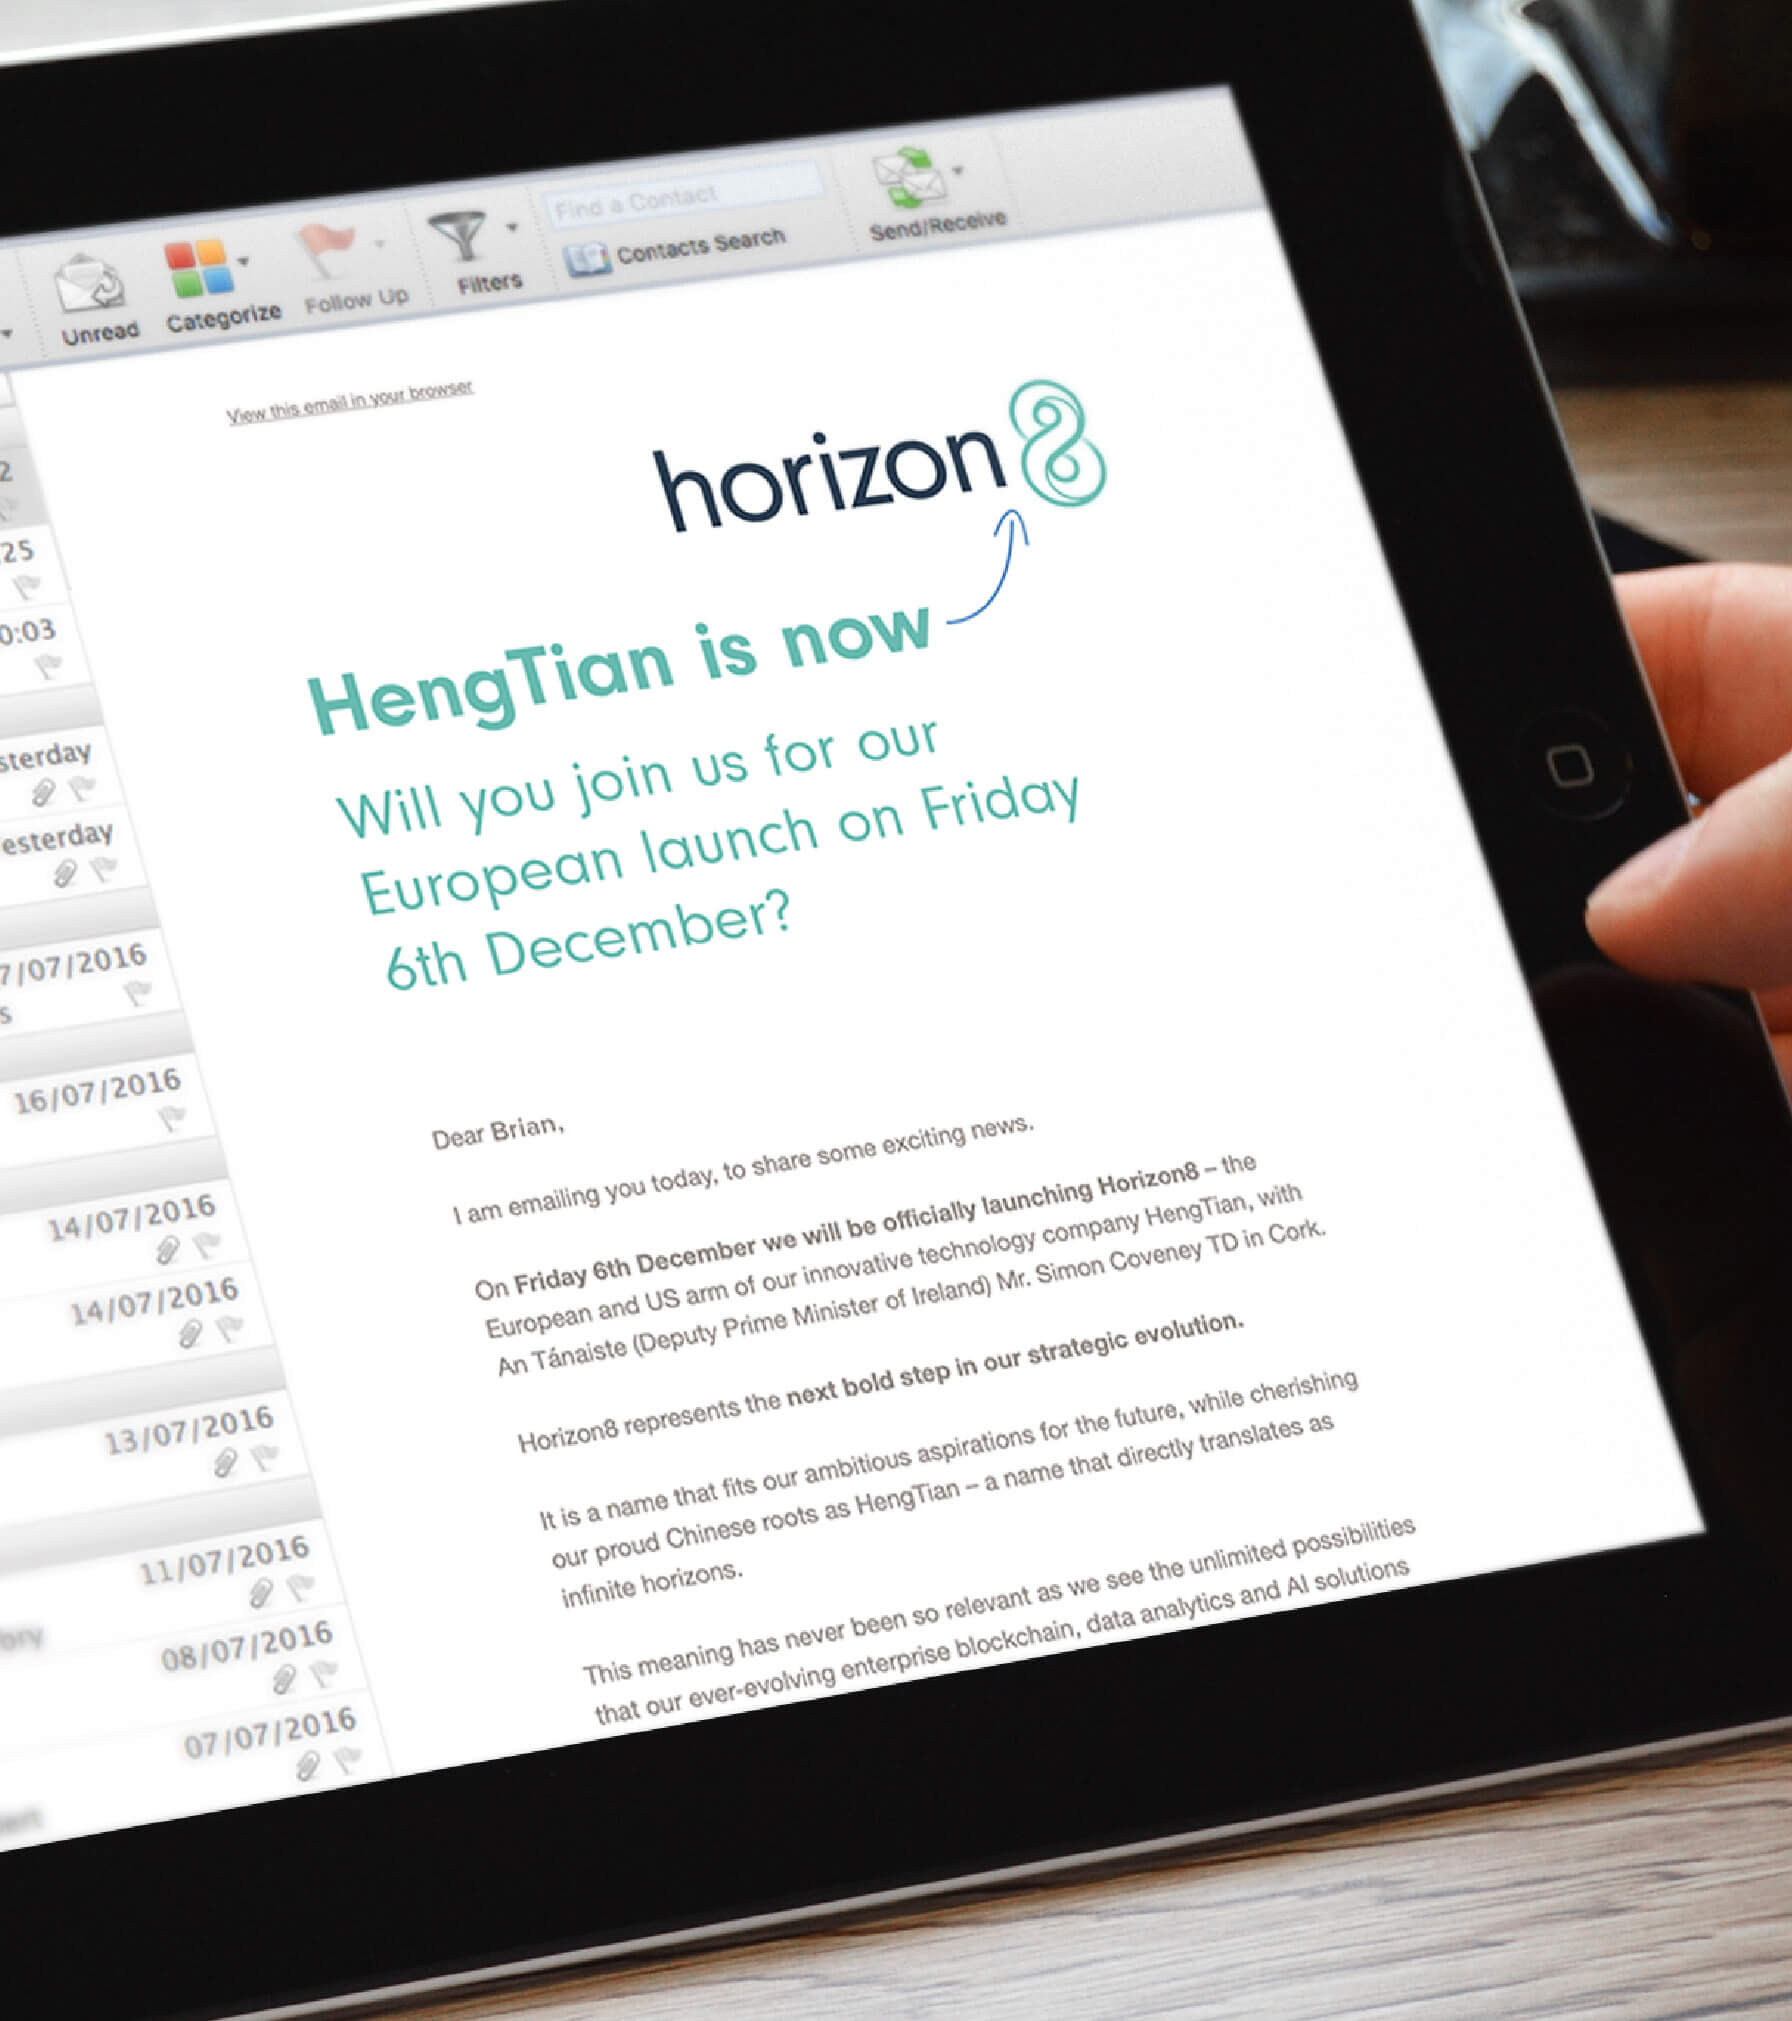 Unread
Categorize
Follow Up
Filters
Find a Contact
Contacts Search
Send/Receive
2
:25
0:03
sterday
esterday
7/07/2016
s
16/07/2016
14/07/2016
14/07/2016
13/07/2016
11/07/2016
08/07/2016
07/07/2016
View this email in your browser
horizon8
HengTian is now
Will you join us for our
European launch on Friday
6th December?
Dear Brian,
I am emailing you today, to share some exciting news.
On Friday 6th December we will be officially launching Horizon8 – the
European and US arm of our innovative technology company HengTian, with
An Tánaiste (Deputy Prime Minister of Ireland) Mr. Simon Coveney TD in Cork.
Horizon8 represents the next bold step in our strategic evolution.
It is a name that fits our ambitious aspirations for the future, while cherishing
our proud Chinese roots as HengTian – a name that directly translates as
infinite horizons.
This meaning has never been so relevant as we see the unlimited possibilities
that our ever-evolving enterprise blockchain, data analytics and AI solutions